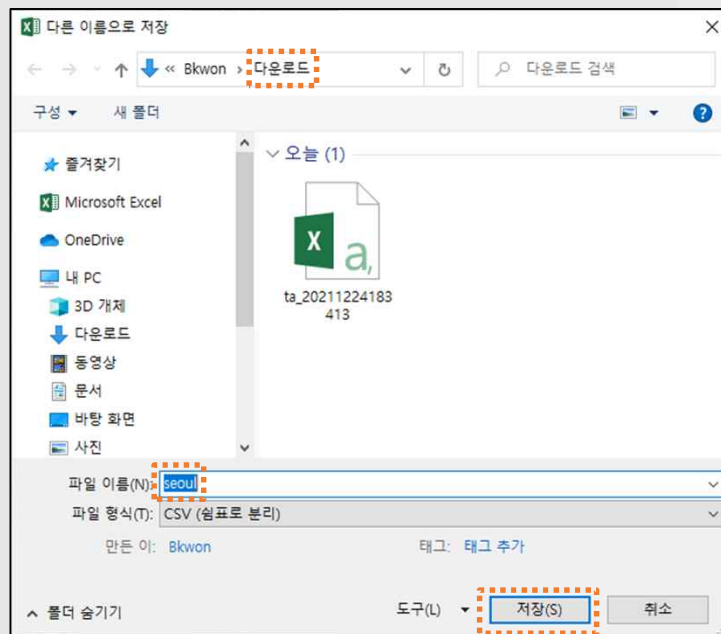 다른 이름으로 저장
« Bkwon › 다운로드
다운로드 검색
구성 새 폴더
즐겨찾기
Microsoft Excel
OneDrive
내 PC
3D 개체
다운로드
동영상
문서
바탕 화면
사진
오늘 (1)
ta_20211224183
413
파일 이름(N): seoul
파일 형식(T): CSV (쉼표로 분리)
만든 이: Bkwon 태그: 태그 추가
폴더 숨기기 도구(L) 저장(S) 취소